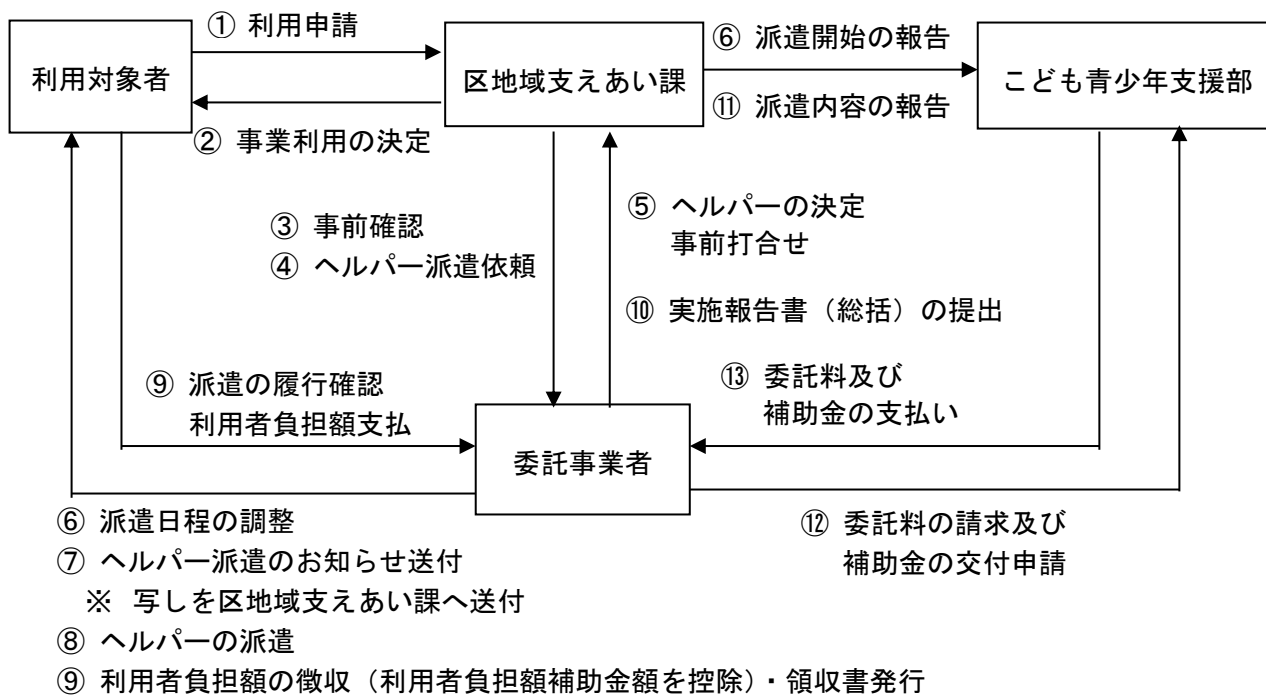 ① 利用申請
⑥ 派遣開始の報告
利用対象者
区地域支えあい課
こども青少年支援部
② 事業利用の決定
⑪ 派遣内容の報告
③ 事前確認
④ ヘルパー派遣依頼
⑤ ヘルパーの決定
事前打合せ
⑩ 実施報告書（総括）の提出
⑨ 派遣の履行確認
利用者負担額支払
⑬ 委託料及び
補助金の支払い
委託事業者
⑥ 派遣日程の調整
⑦ ヘルパー派遣のお知らせ送付
※ 写しを区地域支えあい課へ送付
⑧ ヘルパーの派遣
⑨ 利用者負担額の徴収（利用者負担額補助金額を控除）・領収書発行
⑫ 委託料の請求及び
補助金の交付申請